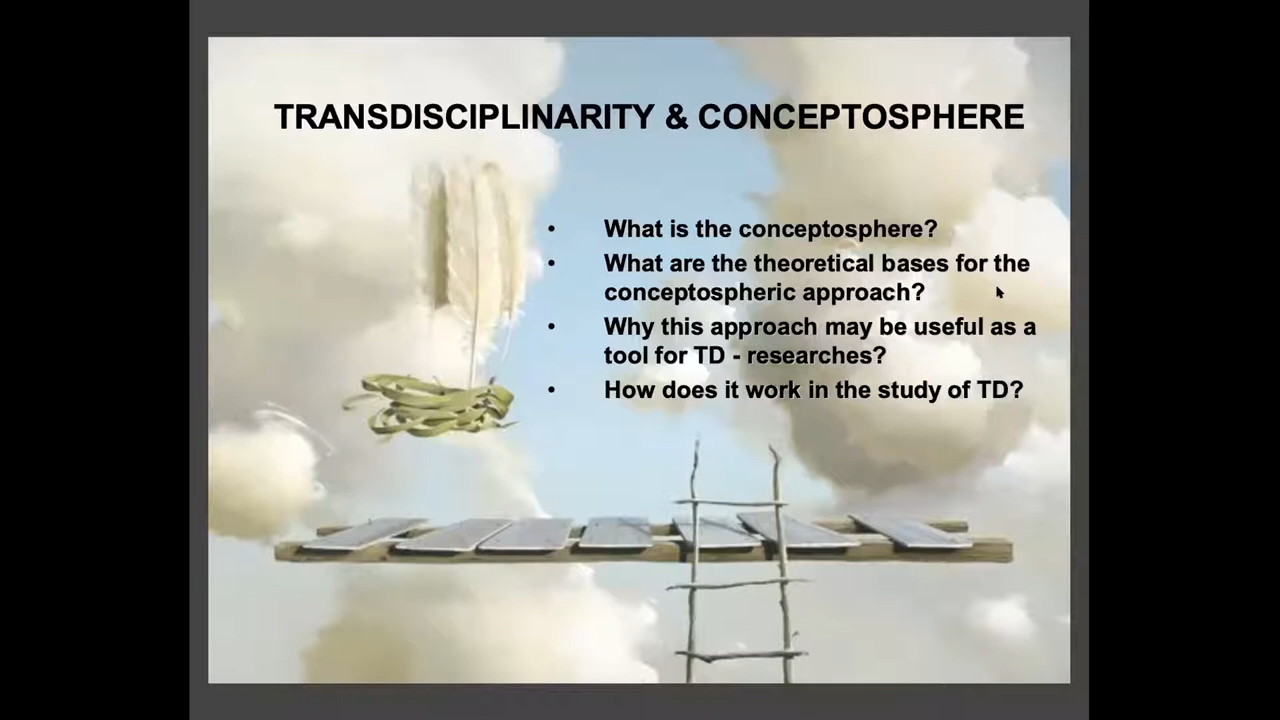 TRANSDISCIPLINARITY & CONCEPTOSPHERE
• What is the conceptosphere?
• What are the theoretical bases for the
conceptospheric approach?
• Why this approach may be useful as a
tool for TD - researches?
• How does it work in the study of TD?